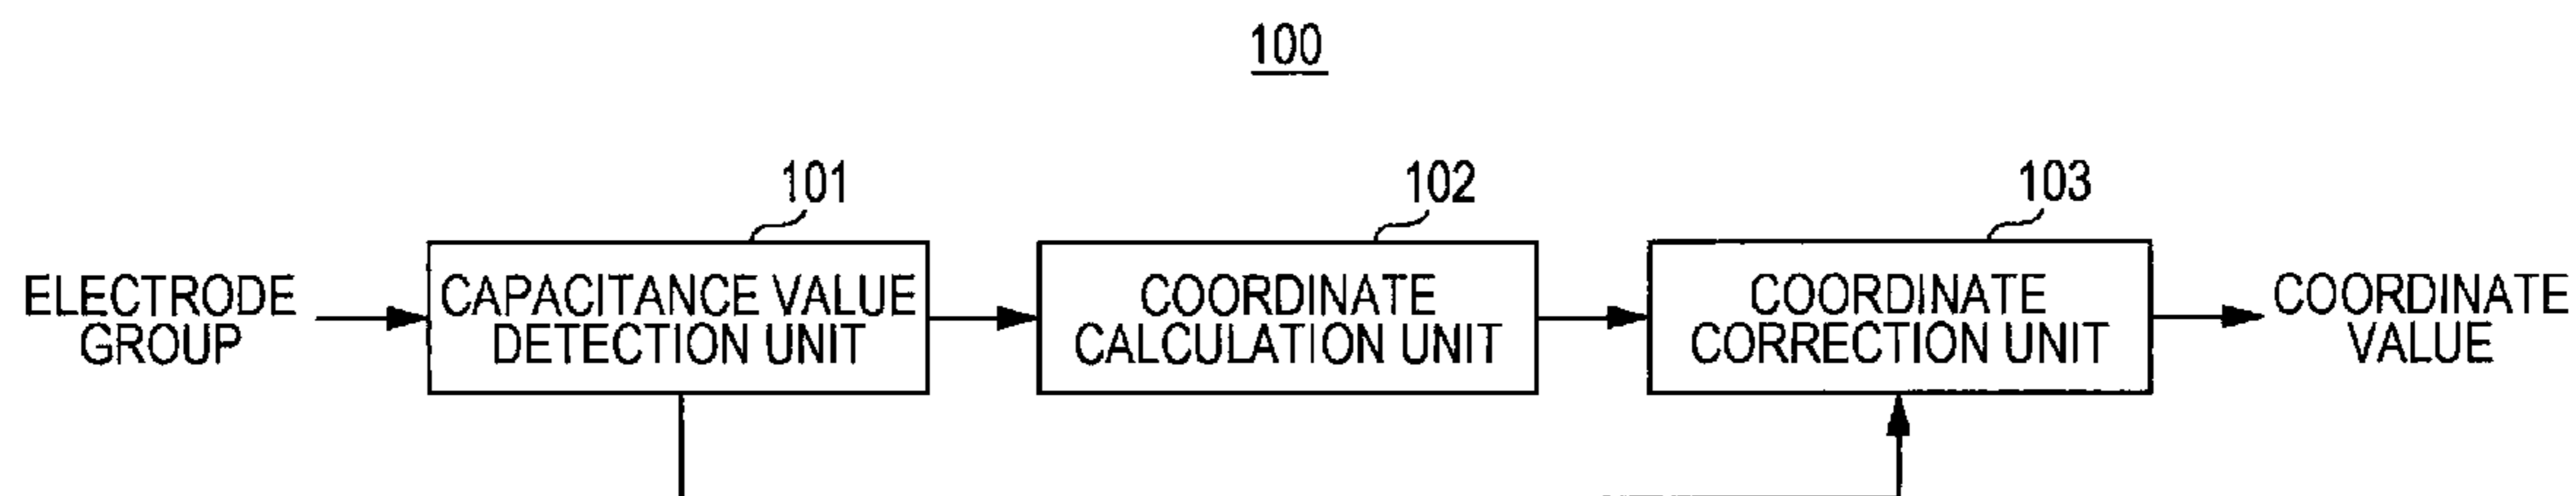 100
101
102
103
ELECTRODE
GROUP
CAPACITANCE VALUE
DETECTION UNIT
COORDINATE
CALCULATION UNIT
COORDINATE
CORRECTION UNIT
COORDINATE
VALUE